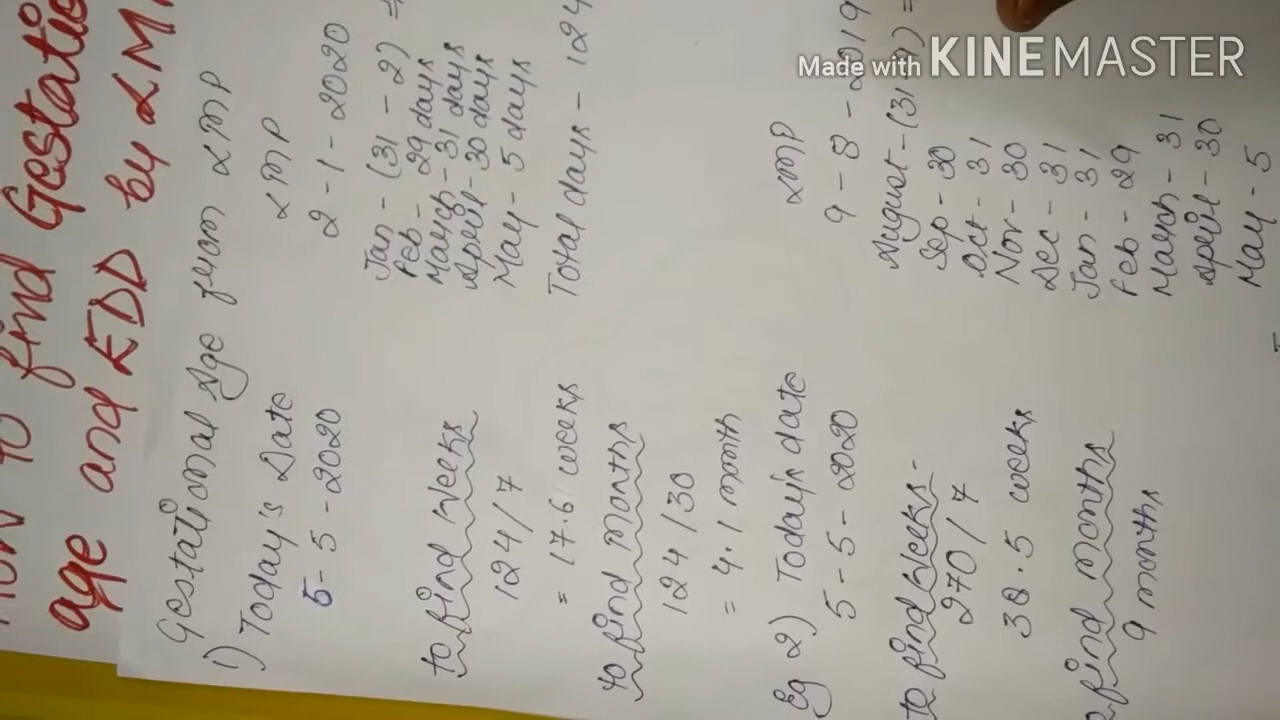 find Gestatio
age and EDD by LMP
Gestational Age from LMP
1) Today's Date LMP
5-5-2020 2-1-2020
Jan - (31 - 2) =
Feb - 29 days
to find weeks March - 31 days
April - 30 days
124/7 May - 5 days
= 17.6 weeks Total days - 124
to find months
124/30
= 4.1 month
Eg 2) Today's date LMP
5-5-2020 9-8-2019
to find weeks - August - (31-9) =
270/7 Sep - 30
Oct - 31
38.5 weeks Nov - 30
Dec - 31
to find months Jan - 31
9 months Feb - 29
March - 31
April - 30
May - 5
Made with KINEMASTER